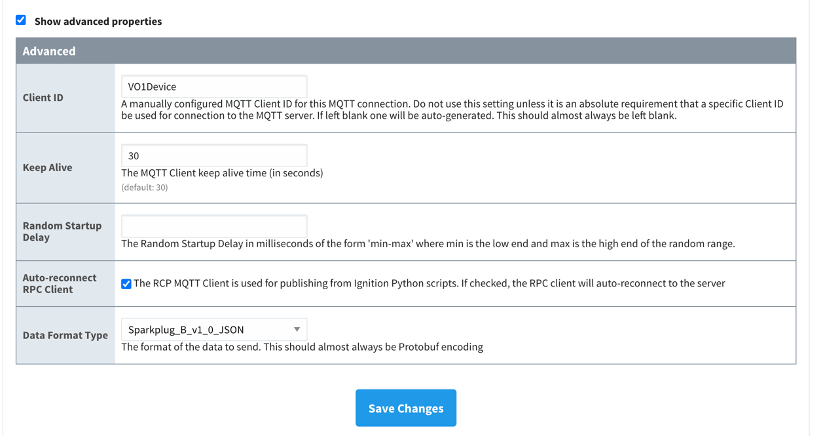 Show advanced properties
Advanced
Client ID
VO1Device
A manually configured MQTT Client ID for this MQTT connection. Do not use this setting unless it is an absolute requirement that a specific Client ID
be used for connection to the MQTT server. If left blank one will be auto-generated. This should almost always be left blank.
Keep Alive
30
The MQTT Client keep alive time (in seconds)
(default: 30)
Random Startup
Delay
The Random Startup Delay in milliseconds of the form 'min-max' where min is the low end and max is the high end of the random range.
Auto-reconnect
RPC Client
The RCP MQTT Client is used for publishing from Ignition Python scripts. If checked, the RPC client will auto-reconnect to the server
Data Format Type
Sparkplug_B_v1_0_JSON
The format of the data to send. This should almost always be Protobuf encoding
Save Changes